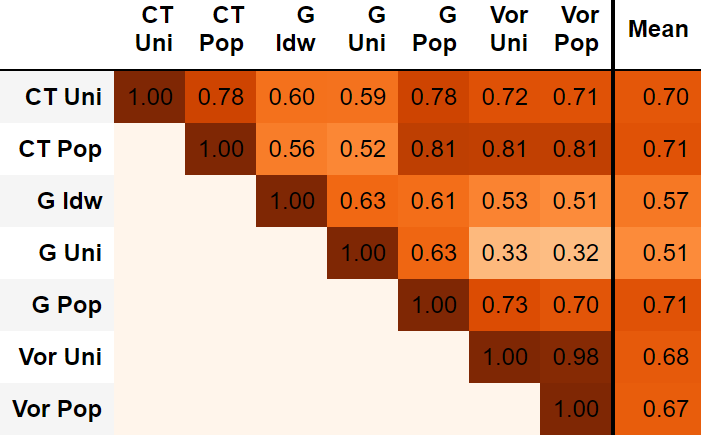 CT CT G G G Vor Vor
Uni Pop Idw Uni Pop Uni Pop Mean
CT Uni 1.00 0.78 0.60 0.59 0.78 0.72 0.71 0.70
CT Pop 1.00 0.56 0.52 0.81 0.81 0.81 0.71
G Idw 1.00 0.63 0.61 0.53 0.51 0.57
G Uni 1.00 0.63 0.33 0.32 0.51
G Pop 1.00 0.73 0.70 0.71
Vor Uni 1.00 0.98 0.68
Vor Pop 1.00 0.67